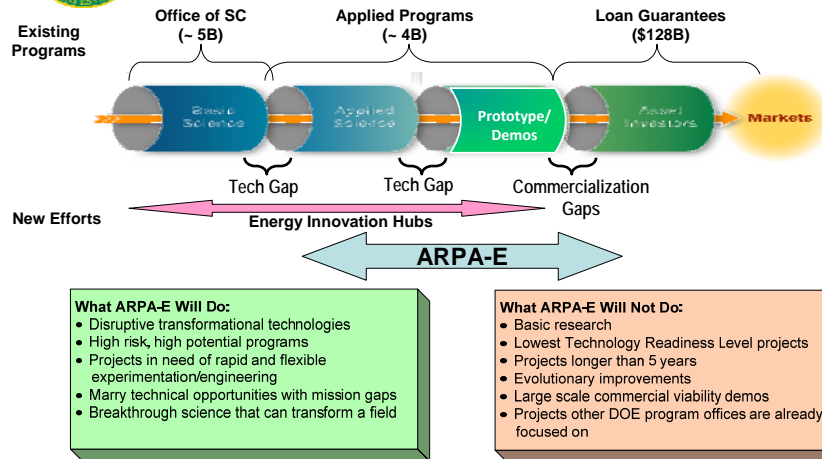 Existing
Programs
Office of SC
(~ 5B)
Applied Programs
(~ 4B)
Loan Guarantees
($128B)
Basic
Science
Applied
Science
Prototype/
Demos
Asset
Investors
Markets
Tech Gap
Tech Gap
Commercialization
Gaps
New Efforts
Energy Innovation Hubs
ARPA-E
What ARPA-E Will Do:
• Disruptive transformational technologies
• High risk, high potential programs
• Projects in need of rapid and flexible
experimentation/engineering
• Marry technical opportunities with mission gaps
• Breakthrough science that can transform a field
What ARPA-E Will Not Do:
• Basic research
• Lowest Technology Readiness Level projects
• Projects longer than 5 years
• Evolutionary improvements
• Large scale commercial viability demos
• Projects other DOE program offices are already
focused on